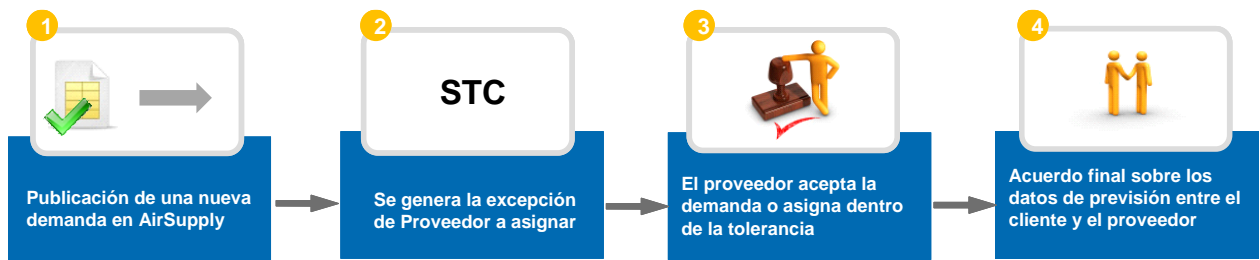 1
Publicación de una nueva
demanda en AirSupply
2
STC
Se genera la excepción
de Proveedor a asignar
3
El proveedor acepta la
demanda o asigna dentro
de la tolerancia
4
Acuerdo final sobre los
datos de previsión entre el
cliente y el proveedor